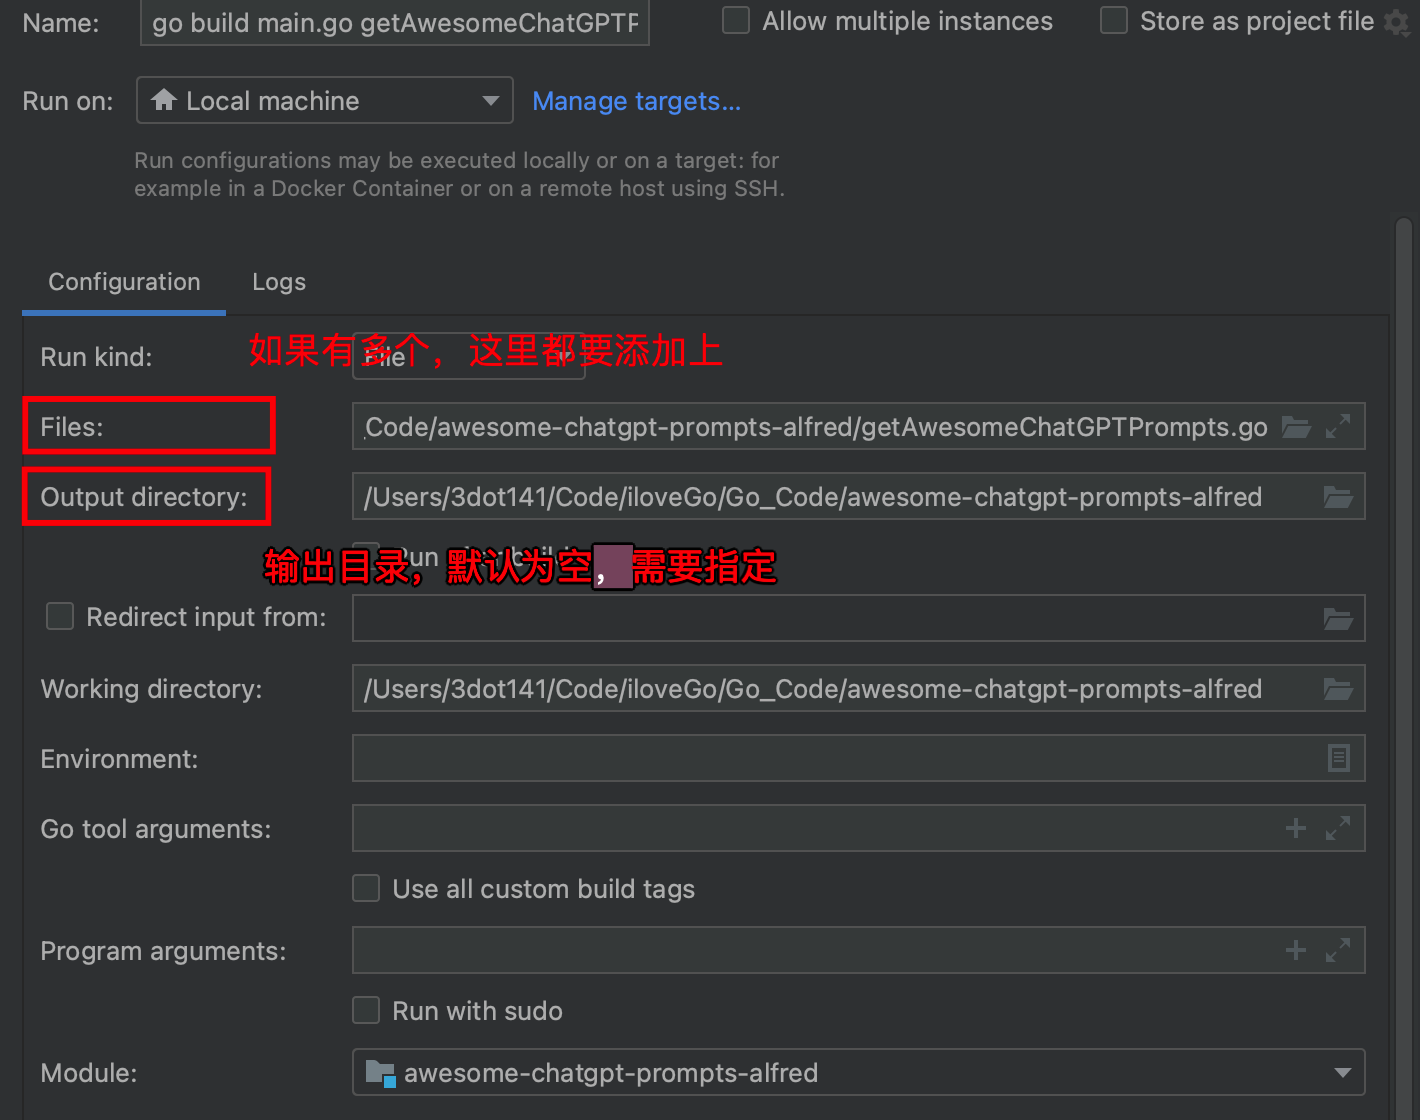 Name: go build main.go getAwesomeChatGPTP Allow multiple instances Store as project file
Run on: Local machine Manage targets...
Run configurations may be executed locally or on a target: for
example in a Docker Container or on a remote host using SSH.
Configuration Logs
如果有多个，这里都要添加上
Run kind: File
Files: Code/awesome-chatgpt-prompts-alfred/getAwesomeChatGPTPrompts.go
Output directory: /Users/3dot141/Code/iloveGo/Go_Code/awesome-chatgpt-prompts-alfred
Run after build
输出目录，默认为空，需要指定
Redirect input from:
Working directory: /Users/3dot141/Code/iloveGo/Go_Code/awesome-chatgpt-prompts-alfred
Environment:
Go tool arguments:
Use all custom build tags
Program arguments:
Run with sudo
Module: awesome-chatgpt-prompts-alfred